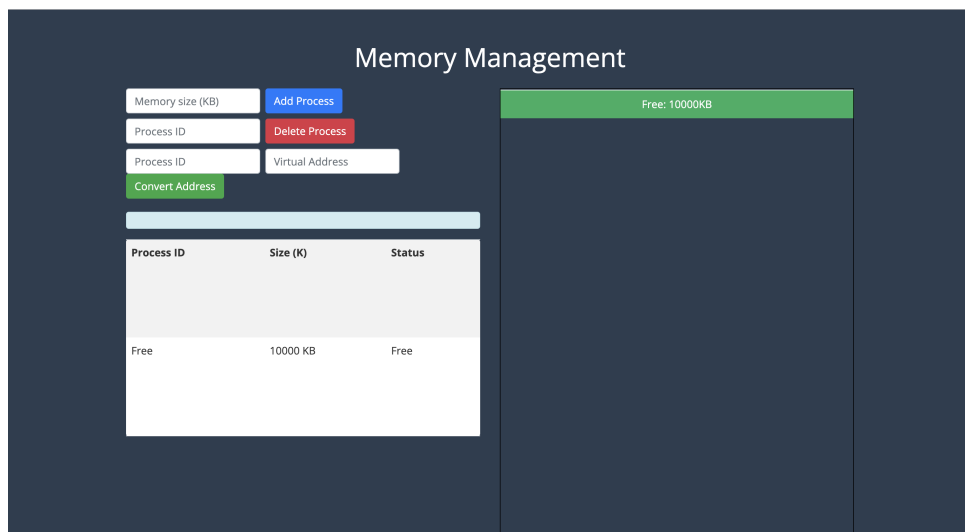 Memory Management
Memory size (KB) Add Process
Process ID Delete Process
Process ID Virtual Address
Convert Address
Process ID Size (K) Status
Free 10000 KB Free
Free: 10000KB